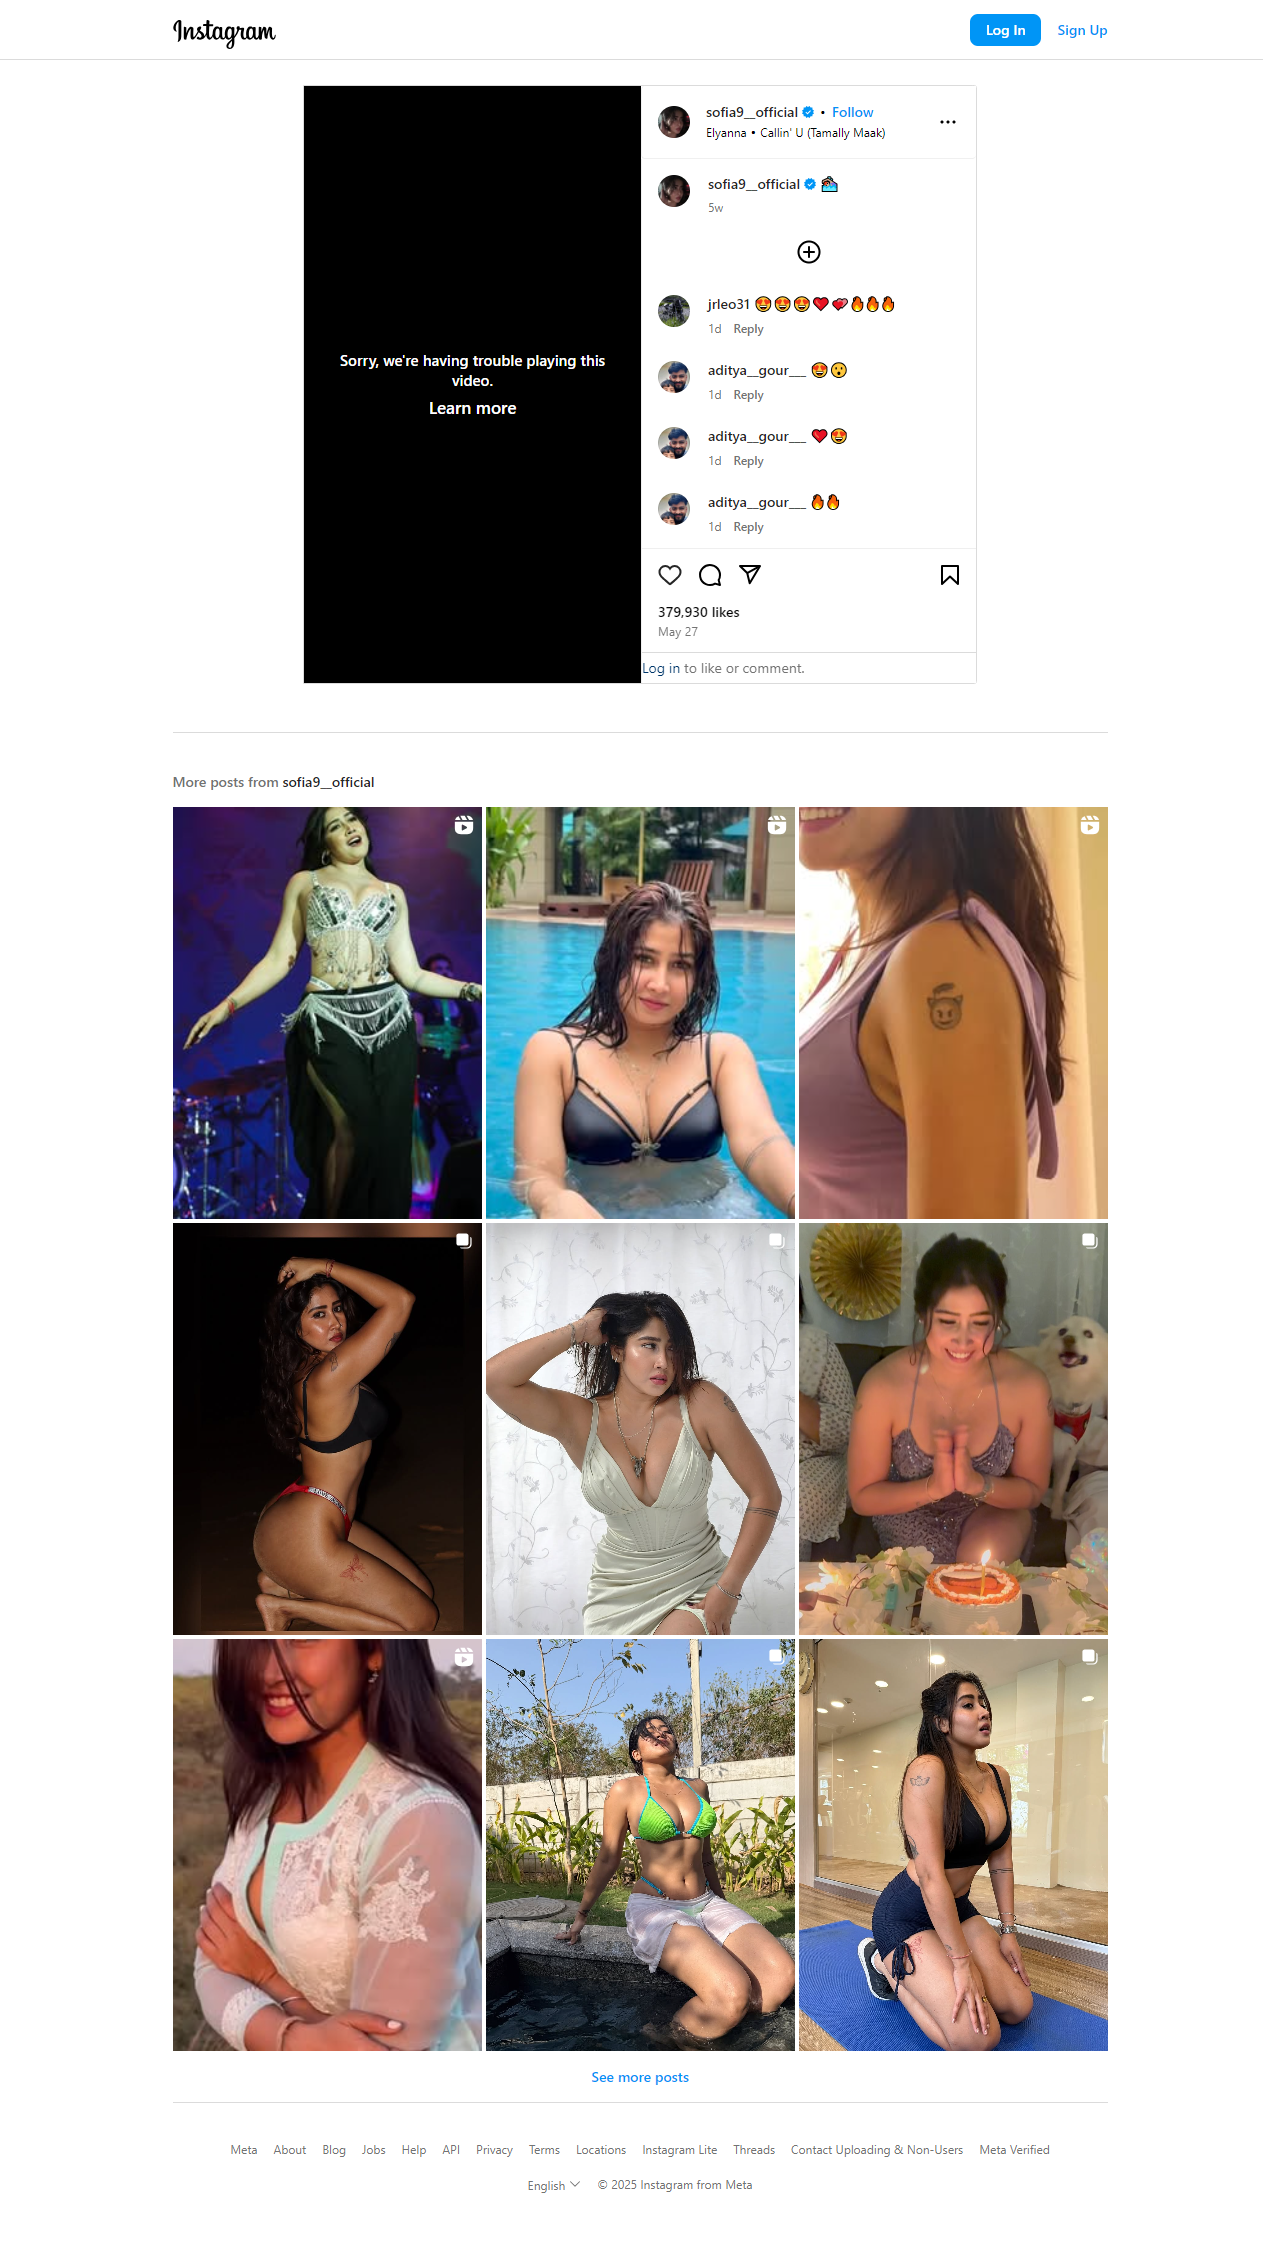 Instagram
Log In
Sign Up
Sorry, we're having trouble playing this
video.
Learn more
sofia9__official • Follow
Elyanna • Callin' U (Tamally Maak)
sofia9__official 🏊
5w
jrleo31 😍😍😍❤️💕🔥🔥🔥
1d Reply
aditya__gour___ 😍😯
1d Reply
aditya__gour___ ❤️😍
1d Reply
aditya__gour___ 🔥🔥
1d Reply
379,930 likes
May 27
Log in to like or comment.
More posts from sofia9__official
See more posts
Meta About Blog Jobs Help API Privacy Terms Locations Instagram Lite Threads Contact Uploading & Non-Users Meta Verified
English © 2025 Instagram from Meta